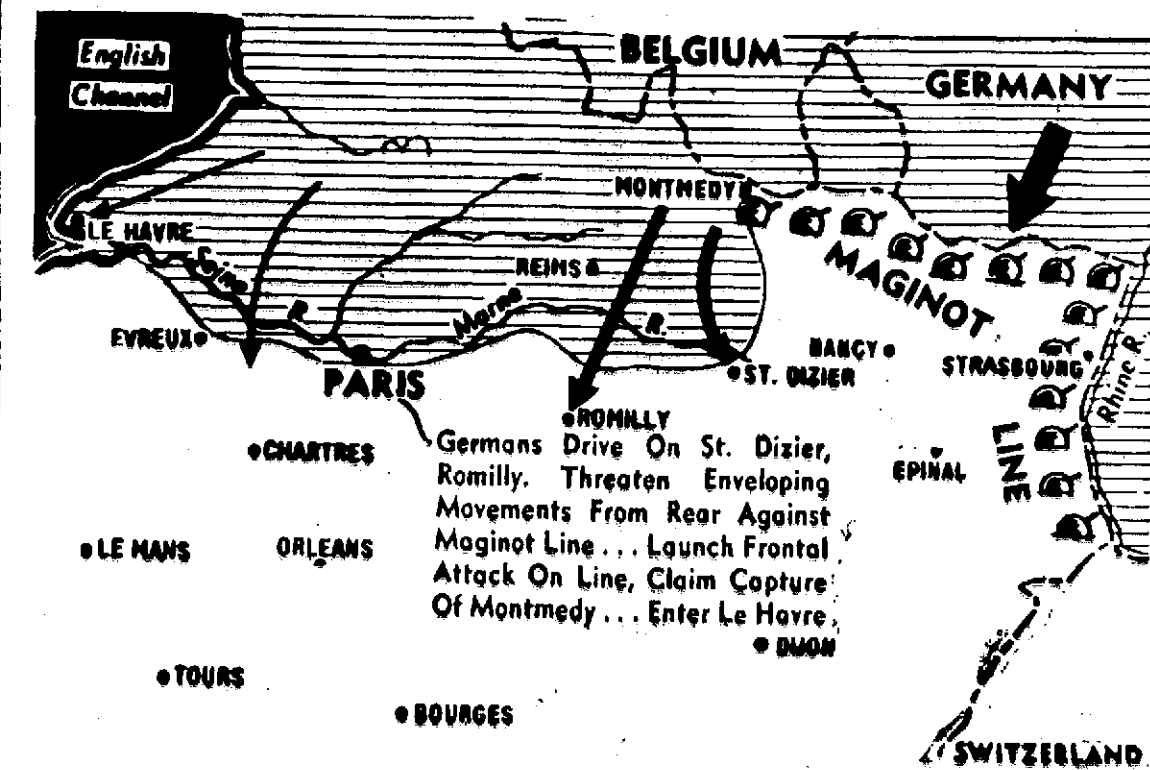 English
Channel
BELGIUM
GERMANY
MONTMEDY
LE HAVRE
Seine
R.
REIMS
MAGINOT
Marne
R.
EVREUX
NANCY
STRASBOURG
Rhine R.
PARIS
ST. DIZIER
ROMILLY
CHARTRES
Germans Drive On St. Dizier,
Romilly. Threaten Enveloping
Movements From Rear Against
Maginot Line... Launch Frontal
Attack On Line, Claim Capture
Of Montmedy... Enter Le Havre.
LINE
EPINAL
LE MANS
ORLEANS
DIJON
TOURS
BOURGES
SWITZERLAND